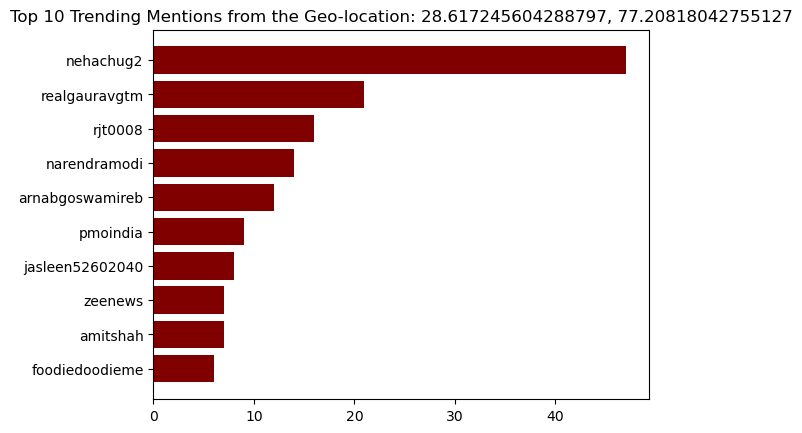 Top 10 Trending Mentions from the Geo-location: 28.617245604288797, 77.20818042755127
nehachug2
realgauravgtm
rjt0008
narendramodi
arnabgoswamireb
pmoindia
jasleen52602040
zeenews
amitshah
foodiedoodieme
0 10 20 30 40